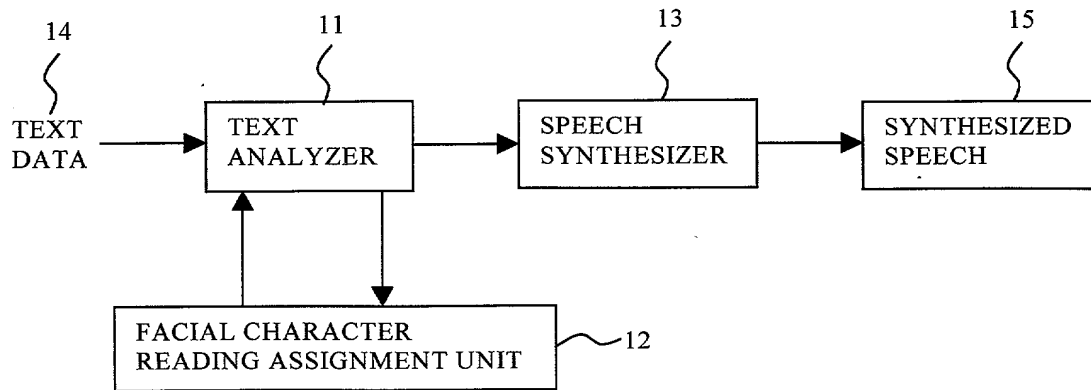 14
11
13
15
TEXT
DATA
TEXT
ANALYZER
SPEECH
SYNTHESIZER
SYNTHESIZED
SPEECH
FACIAL CHARACTER
READING ASSIGNMENT UNIT
12